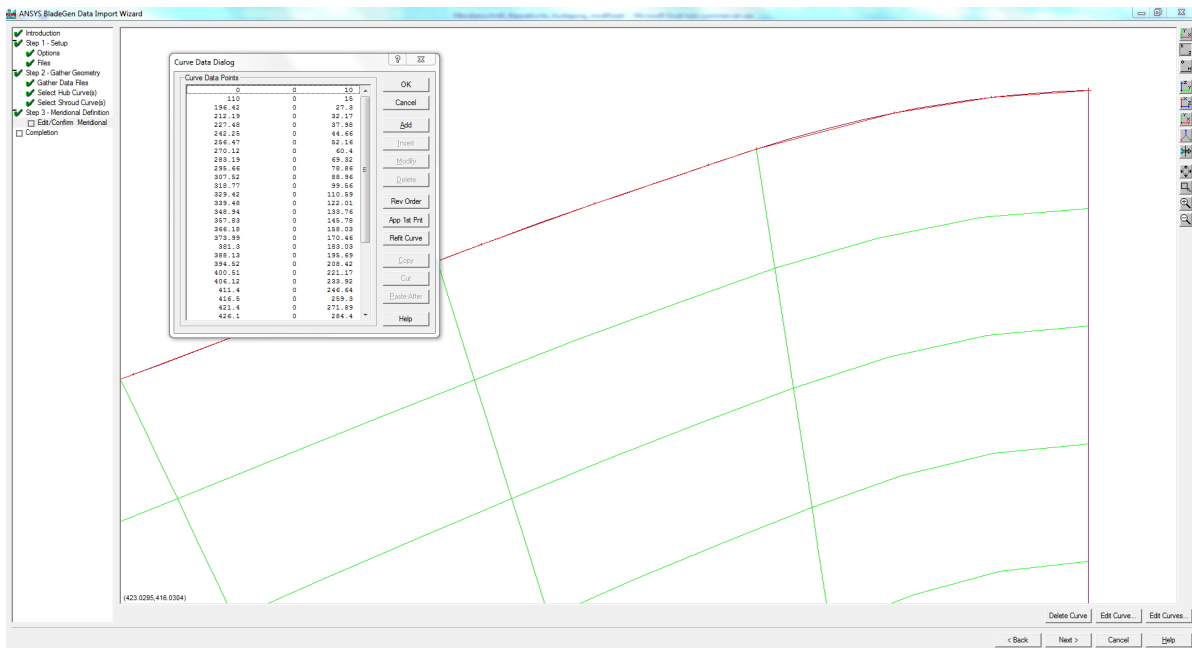 ANSYS BladeGen Data Import Wizard
Introduction
Step 1 - Setup
Options
Files
Step 2 - Gather Geometry
Gather Data Files
Select Hub Curve(s)
Select Shroud Curve(s)
Step 3 - Meridional Definition
Edit/Confirm Meridional
Completion
Curve Data Dialog
Curve Data Points
0 0 10
110 0 15
196.42 0 27.3
212.19 0 32.17
227.48 0 37.98
242.25 0 44.66
256.47 0 52.16
270.12 0 60.4
283.19 0 69.32
295.66 0 78.86
307.52 0 88.96
318.77 0 99.56
329.42 0 110.59
339.48 0 122.01
348.94 0 133.76
357.83 0 145.78
366.18 0 158.03
373.99 0 170.46
381.3 0 183.03
388.13 0 195.69
394.52 0 208.42
400.51 0 221.17
406.12 0 233.92
411.4 0 246.64
416.5 0 259.3
421.4 0 271.89
426.1 0 284.4
OK
Cancel
Add
Insert
Modify
Delete
Rev Order
App 1st Pnt
Refit Curve
Copy
Cut
Paste After
Help
(423.0295,416.0304)
Delete Curve
Edit Curve...
Edit Curves...
< Back
Next >
Cancel
Help